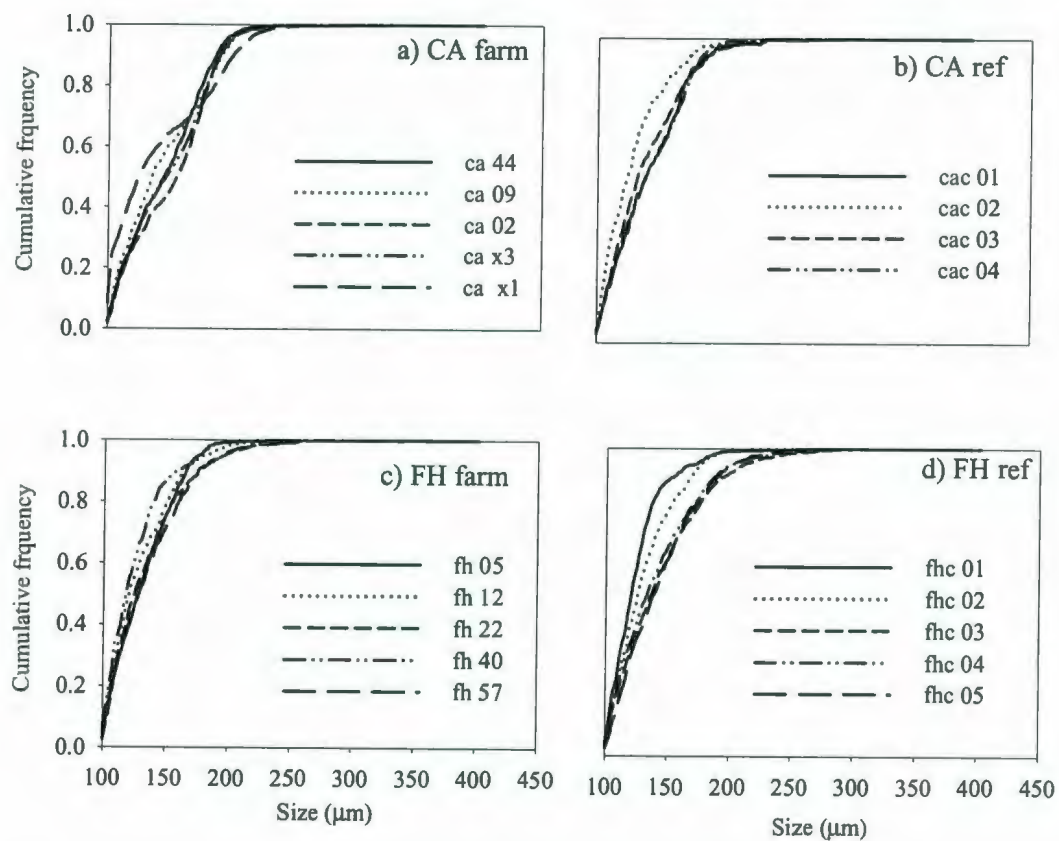 1.0
0.8
0.6
0.4
0.2
0.0
Cumulative frquency
a) CA farm
ca 44
ca 09
ca 02
ca x3
ca x1
b) CA ref
cac 01
cac 02
cac 03
cac 04
1.0
0.8
0.6
0.4
0.2
0.0
Cumulative frquency
c) FH farm
fh 05
fh 12
fh 22
fh 40
fh 57
100 150 200 250 300 350 400 450
Size (µm)
d) FH ref
fhc 01
fhc 02
fhc 03
fhc 04
fhc 05
100 150 200 250 300 350 400 450
Size (µm)